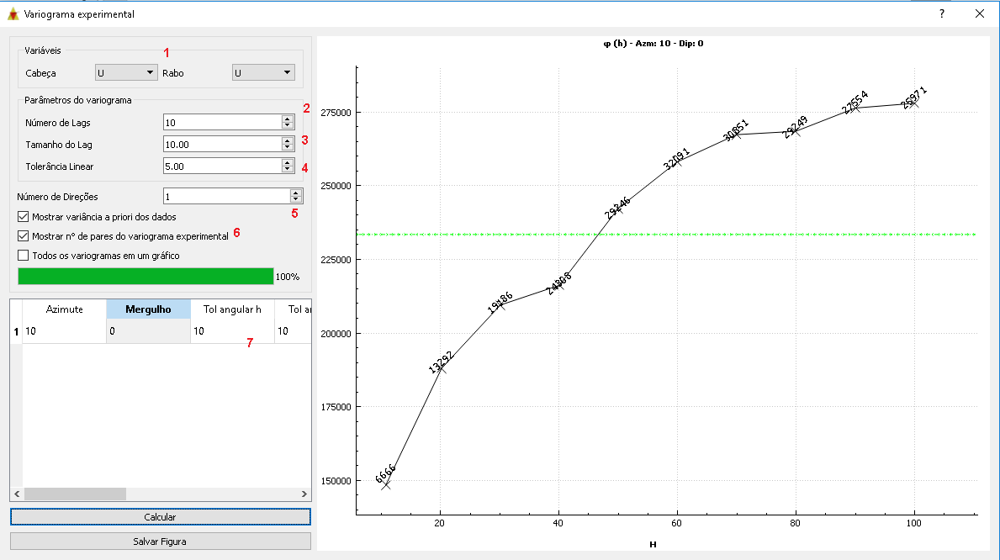 Variograma experimental
?
Variáveis
1
Cabeça U Rabo U
Parâmetros do variograma
2
Número de Lags 10
Tamanho do Lag 10.00 3
Tolerância Linear 5.00 4
Número de Direções 1
5
Mostrar variância a priori dos dados
Mostrar nº de pares do variograma experimental 6
Todos os variogramas em um gráfico
100%
Azimute Mergulho Tol angular h Tol an
1 10 0 10 10
7
Calcular
Salvar Figura
φ (h) - Azm: 10 - Dip: 0
275000
250000
225000
200000
175000
150000
6666
13292
19186
24308
29246
32091
30851
29249
27554
25971
20 40 60 80 100
H